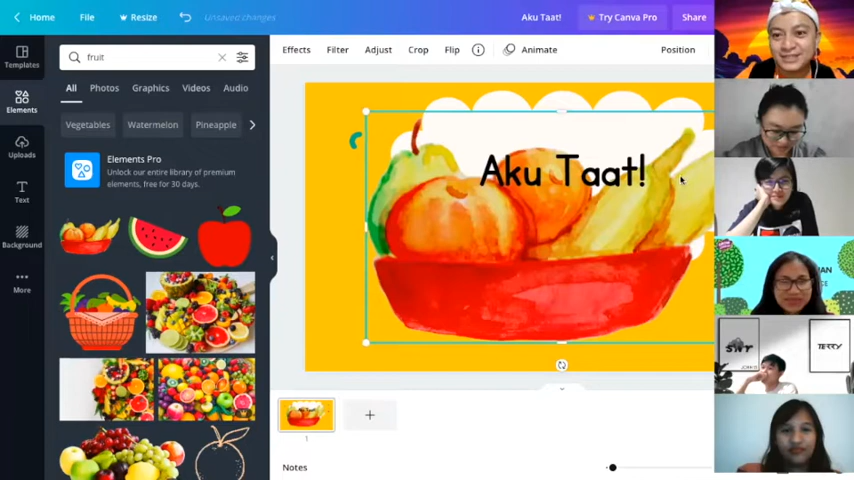 Home
File
Resize
Unsaved changes
Aku Taat!
Try Canva Pro
Share
Templates
Elements
Uploads
Text
Background
More
fruit
All
Photos
Graphics
Videos
Audio
Vegetables
Watermelon
Pineapple
Elements Pro
Unlock our entire library of premium
elements, free for 30 days.
Effects
Filter
Adjust
Crop
Flip
Animate
Position
Aku Taat!
1
Notes
SNT
TERRY